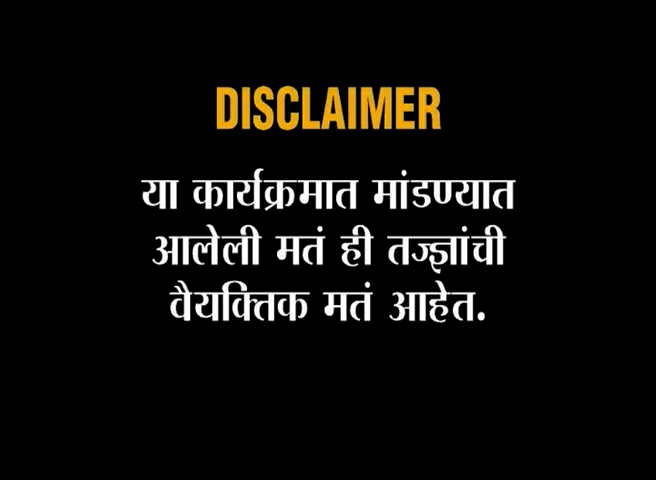 DISCLAIMER
या कार्यक्रमात मांडण्यात
आलेली मतं ही तज्ज्ञांची
वैयक्तिक मतं आहेत.